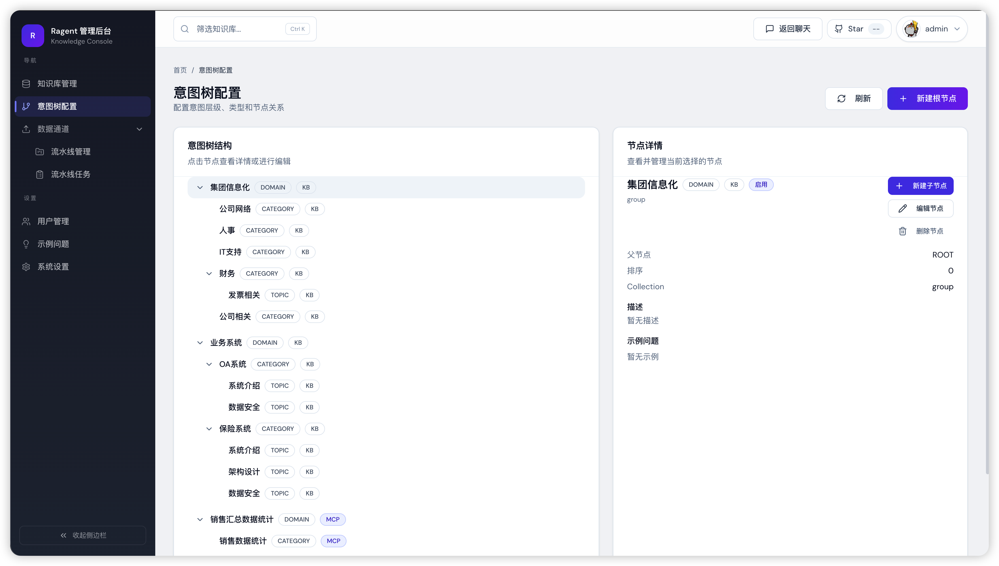 R
Ragent 管理后台
Knowledge Console
导航
知识库管理
意图树配置
数据通道
流水线管理
流水线任务
设置
用户管理
示例问题
系统设置
收起侧边栏
筛选知识库... Ctrl K
返回聊天
Star --
admin
首页 / 意图树配置
意图树配置
配置意图层级、类型和节点关系
刷新
新建根节点
意图树结构
点击节点查看详情或进行编辑
集团信息化 DOMAIN KB
公司网络 CATEGORY KB
人事 CATEGORY KB
IT支持 CATEGORY KB
财务 CATEGORY KB
发票相关 TOPIC KB
公司相关 CATEGORY KB
业务系统 DOMAIN KB
OA系统 CATEGORY KB
系统介绍 TOPIC KB
数据安全 TOPIC KB
保险系统 CATEGORY KB
系统介绍 TOPIC KB
架构设计 TOPIC KB
数据安全 TOPIC KB
销售汇总数据统计 DOMAIN MCP
销售数据统计 CATEGORY MCP
节点详情
查看并管理当前选择的节点
集团信息化 DOMAIN KB 启用
group
新建子节点
编辑节点
删除节点
父节点 ROOT
排序 0
Collection group
描述
暂无描述
示例问题
暂无示例